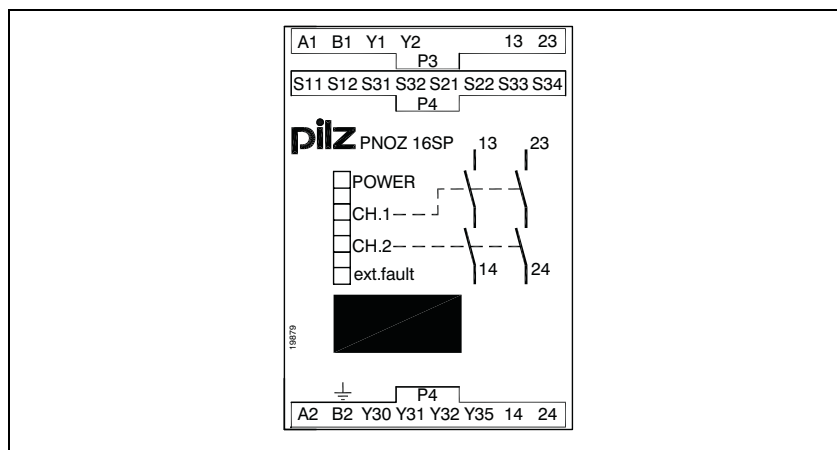 A1 B1 Y1 Y2 13 23
P3
S11 S12 S31 S32 S21 S22 S33 S34
P4
pilz PNOZ 16SP 13 23
POWER
CH.1
CH.2
14 24
ext.fault
19879
P4
A2 B2 Y30 Y31 Y32 Y35 14 24